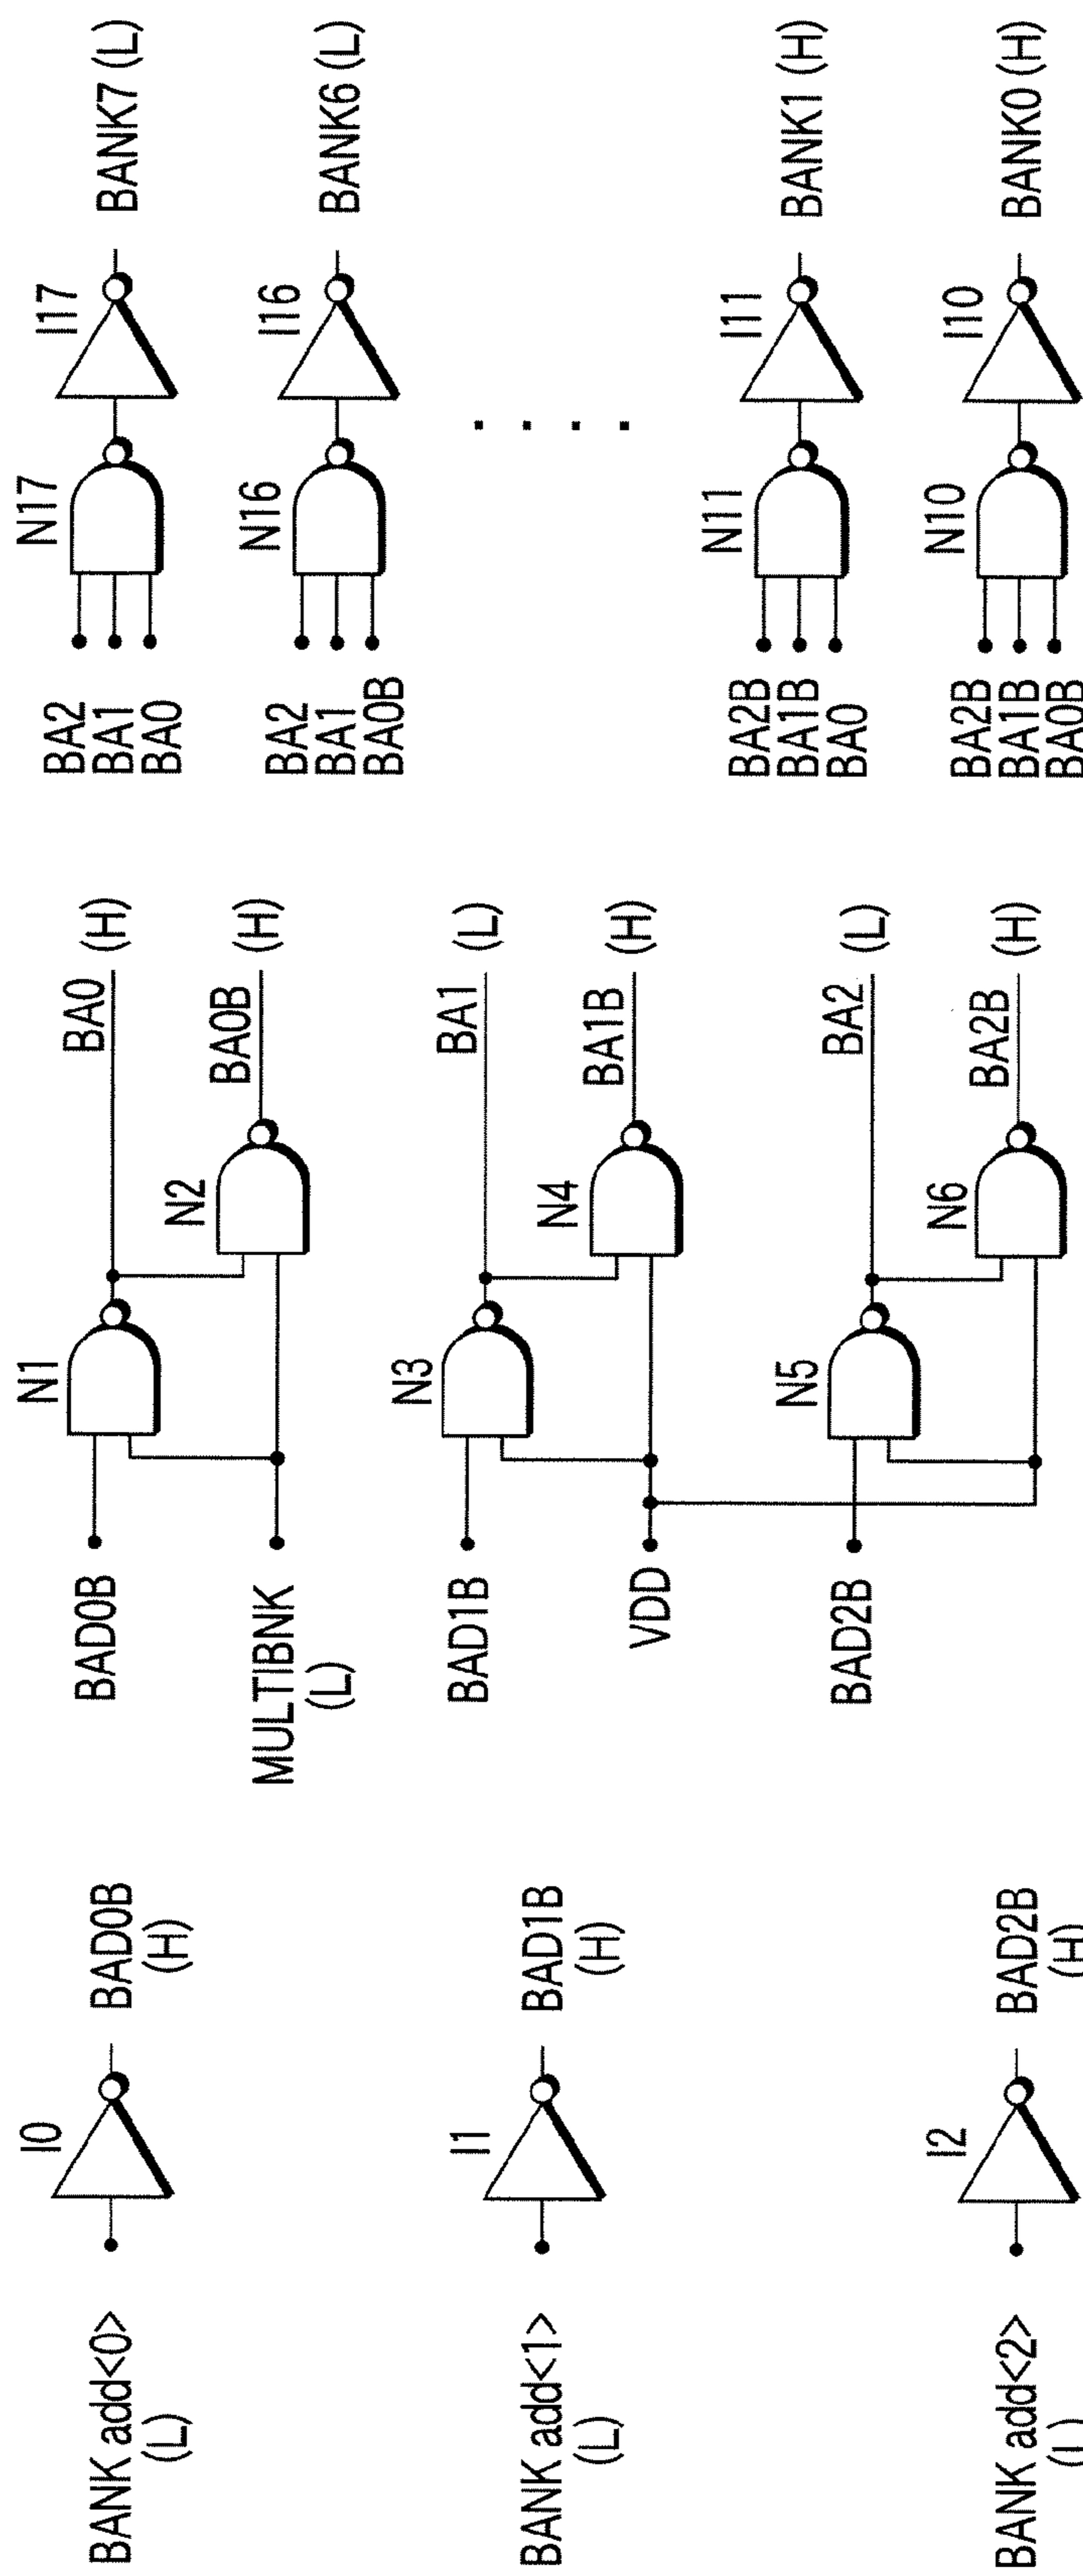 BANK add<0>
(L)
I0
BAD0B
(H)
BANK add<1>
(L)
I1
BAD1B
(H)
BANK add<2>
(L)
I2
BAD2B
(H)
BAD0B
MULTIBNK
(L)
N1
N2
BA0
(H)
BA0B
(H)
BAD1B
VDD
N3
N4
BA1
(L)
BA1B
(H)
BAD2B
N5
N6
BA2
(L)
BA2B
(H)
BA2
BA1
BA0
N17
I17
BANK7 (L)
BA2
BA1
BA0B
N16
I16
BANK6 (L)
BA2B
BA1B
BA0
N11
I11
BANK1 (H)
BA2B
BA1B
BA0B
N10
I10
BANK0 (H)